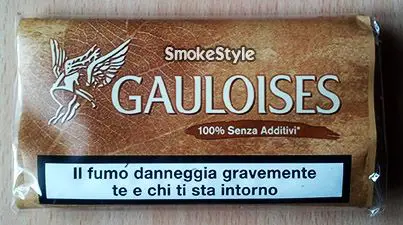 SmokeStyle
GAULOISES
100% Senza Additivi*
Il fumo danneggia gravemente
te e chi ti sta intorno